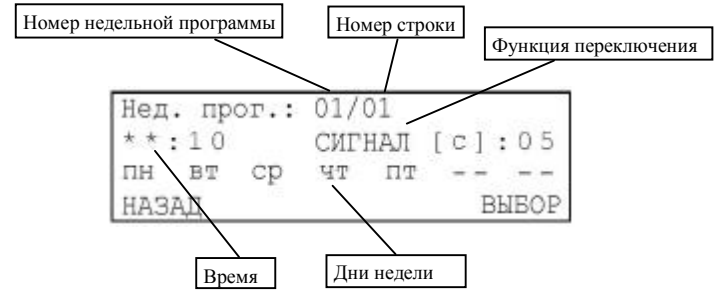 Номер недельной программы
Номер строки
Функция переключения
Нед. прог.: 01/01
**:10 СИГНАЛ [с]:05
пн вт ср чт пт -- --
НАЗАД ВЫБОР
Время
Дни недели